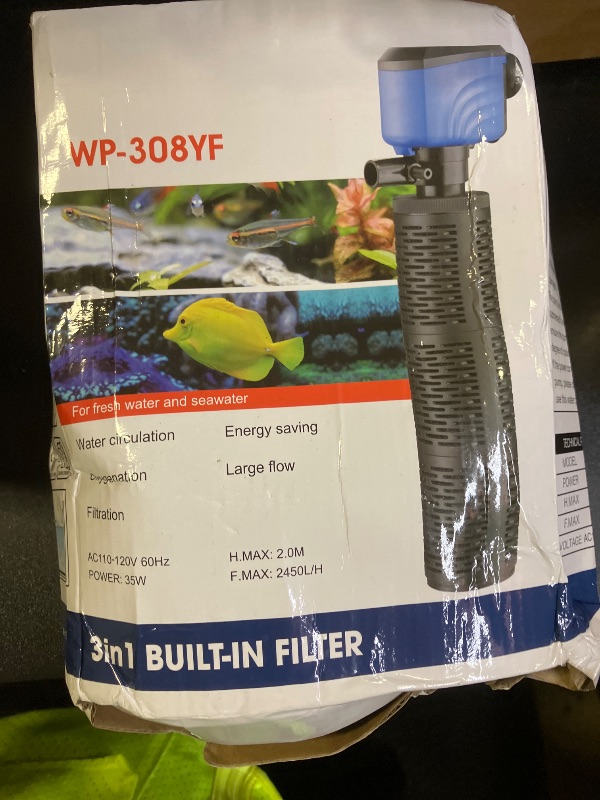 WP-308YF
For fresh water and seawater
Water circulation
Energy saving
Large flow
Filtration
AC110-120V 60Hz
H.MAX: 2.0M
POWER: 35W
F.MAX: 2450L/H
3in1 BUILT-IN FILTER
MODEL
POWER
H.MAX
F.MAX
VOLTAGE AC